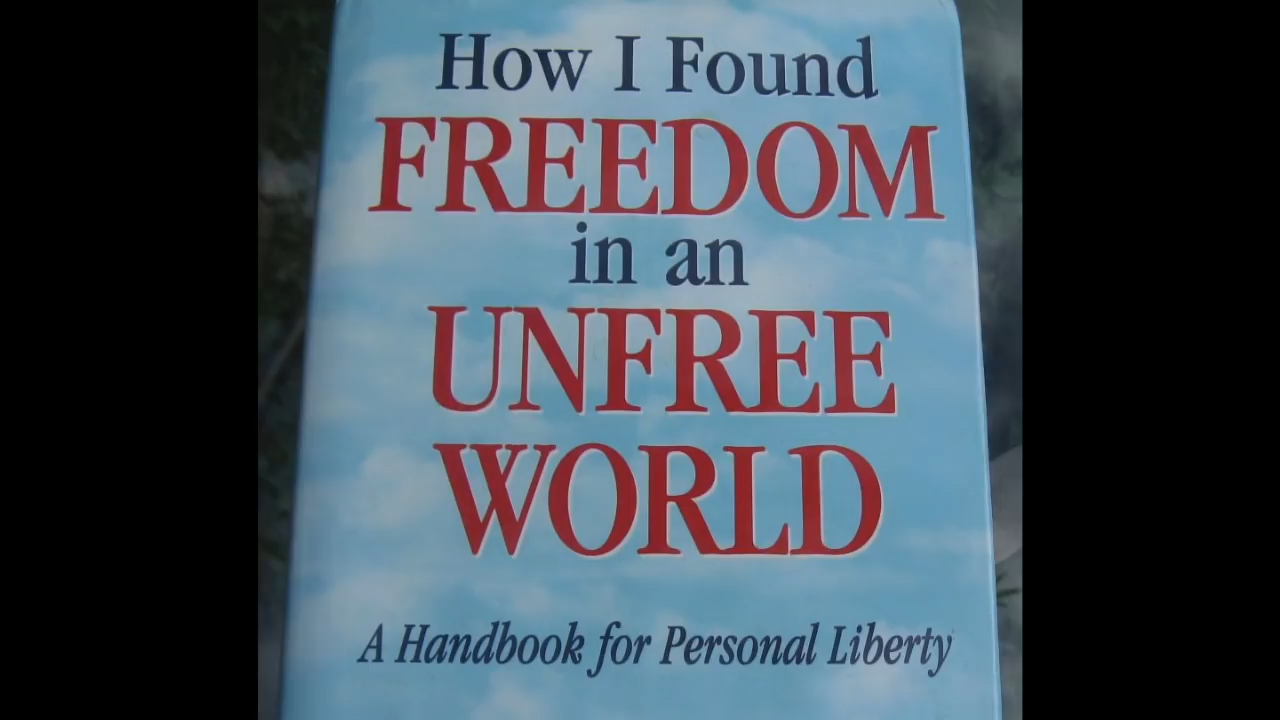 How I Found
FREEDOM
in an
UNFREE
WORLD
A Handbook for Personal Liberty